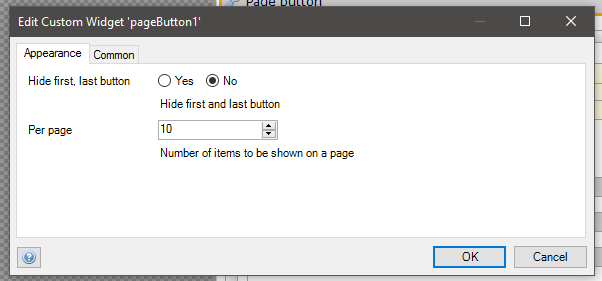 Page button
Edit Custom Widget 'pageButton1'
Appearance Common
Hide first, last button Yes No
Hide first and last button
Per page 10
Number of items to be shown on a page
OK Cancel